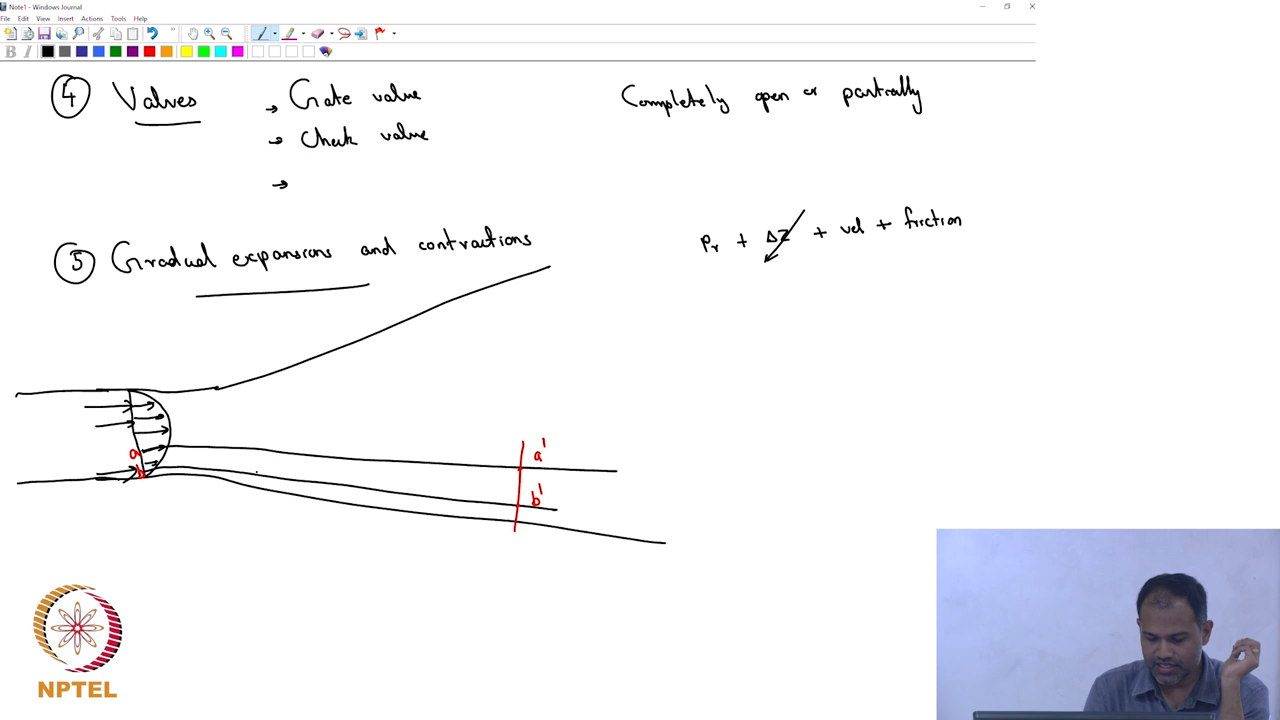 Note1 - Windows Journal
File Edit View Insert Actions Tools Help
④ Valves → Gate valve Completely open or partially
→ Check valve
→
⑤ Gradual expansions and contractions Pr + ΔZ + vel + friction
a a'
b b'
NPTEL